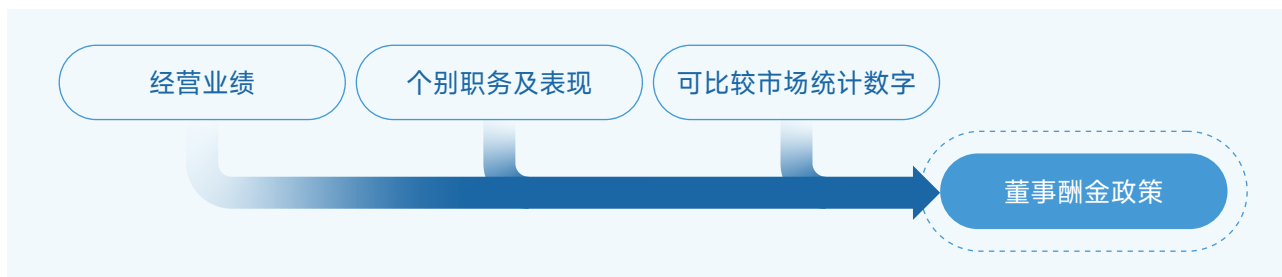 经营业绩
个别职务及表现
可比较市场统计数字
董事酬金政策